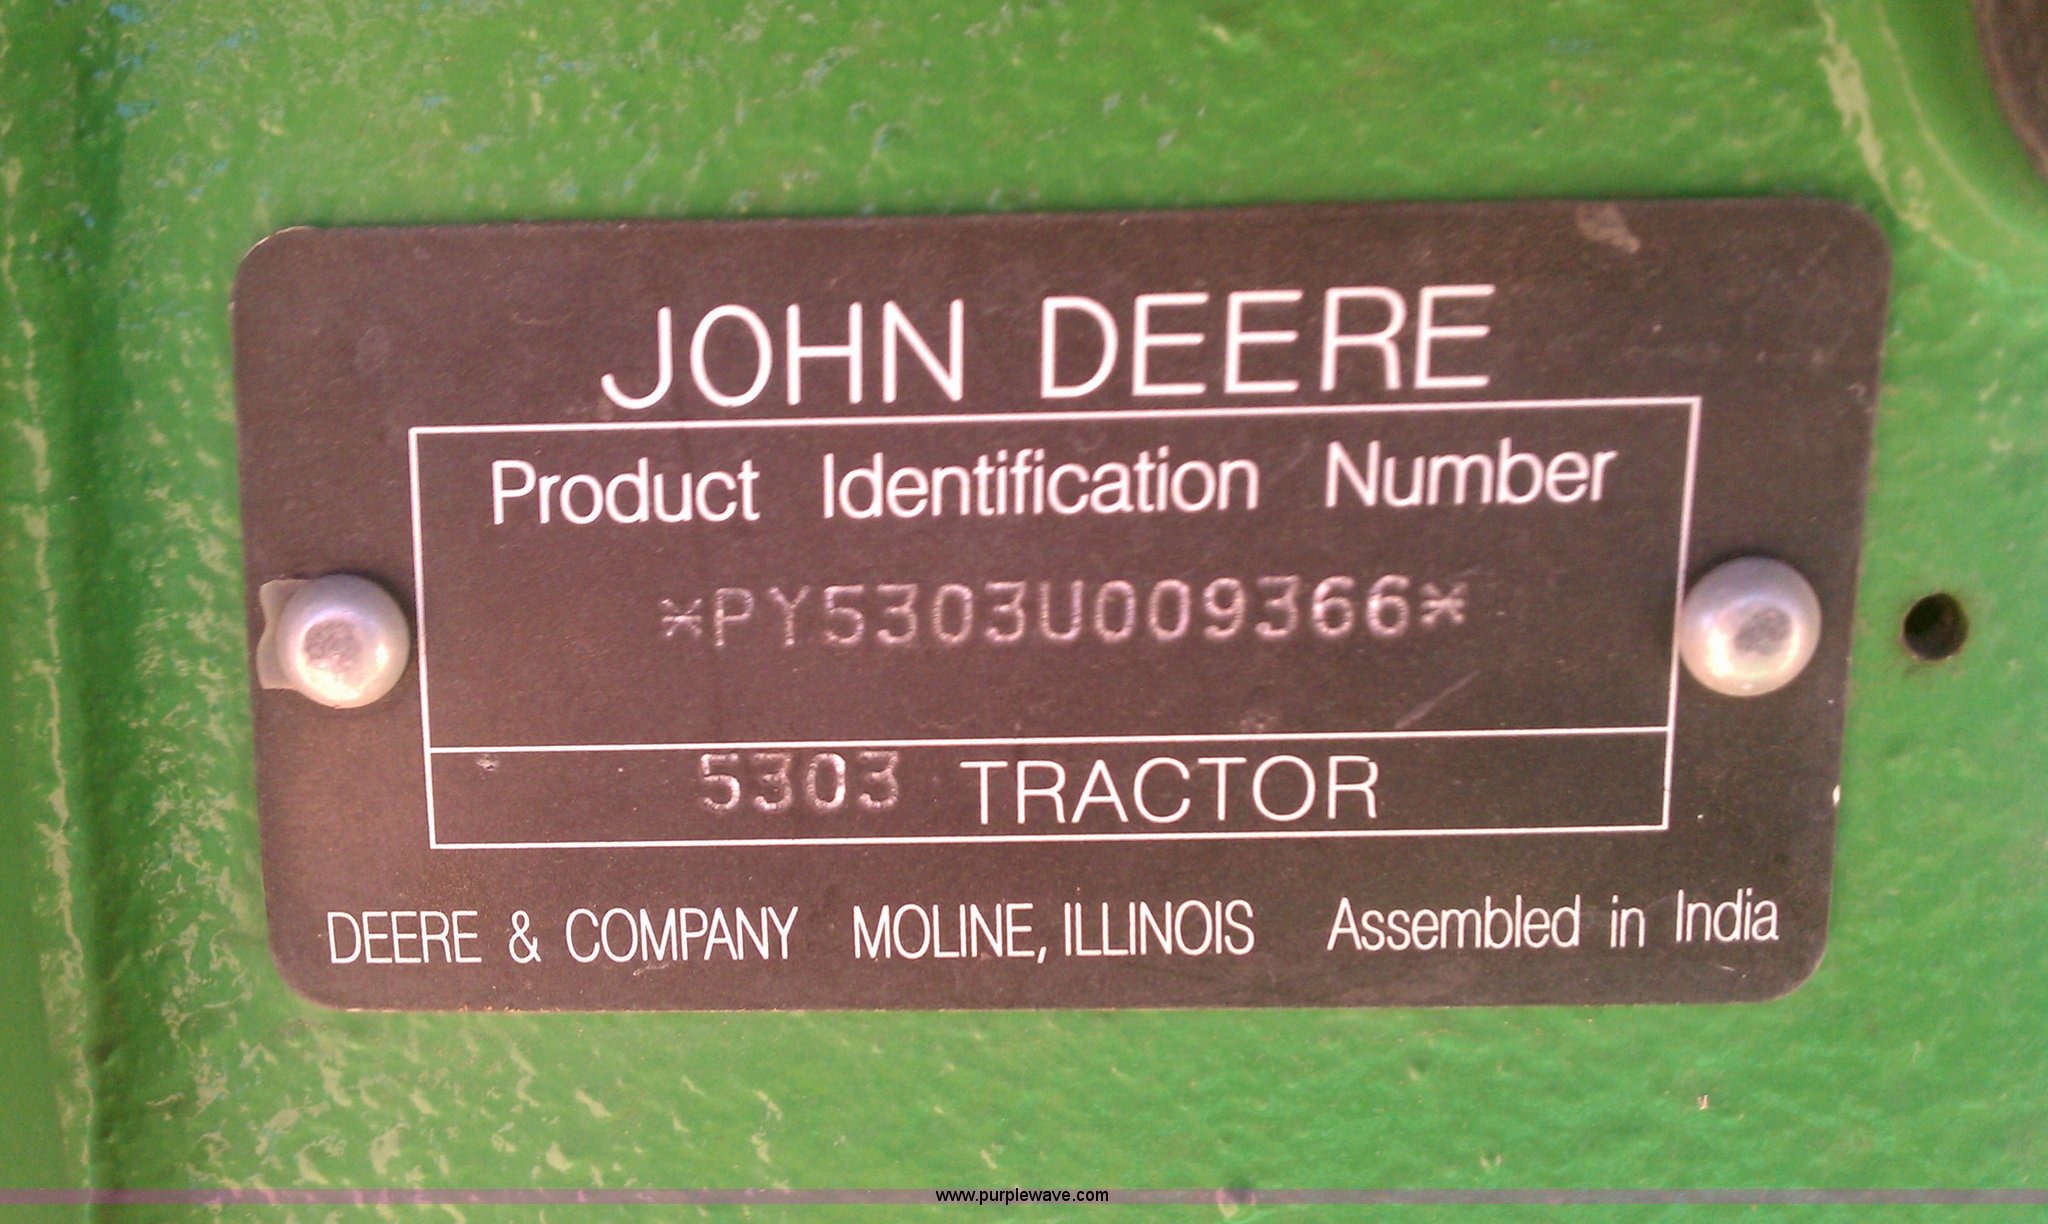 JOHN DEERE
Product Identification Number
*PY5303U009366*
5303 TRACTOR
DEERE & COMPANY MOLINE, ILLINOIS Assembled in India
www.purplewave.com